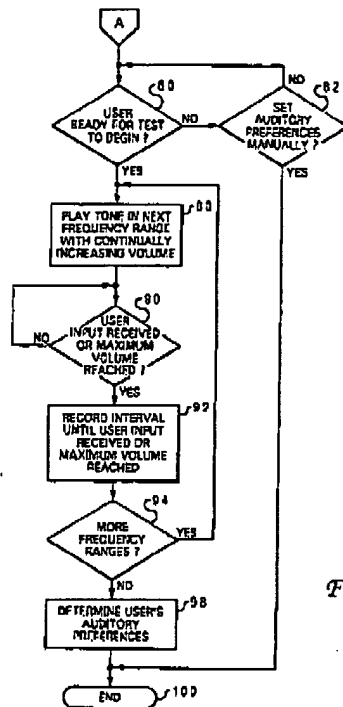 A
80
USER
READY FOR TEST
TO BEGIN ?
NO
YES
82
SET
AUDITORY
PREFERENCES
MANUALLY ?
NO
YES
PLAY TONE IN NEXT
FREQUENCY RANGE
WITH CONTINUALLY
INCREASING VOLUME
90
USER
INPUT RECEIVED
OR MAXIMUM
VOLUME
REACHED ?
NO
YES
92
RECORD INTERVAL
UNTIL USER INPUT
RECEIVED OR
MAXIMUM VOLUME
REACHED
94
MORE
FREQUENCY
RANGES ?
YES
NO
98
DETERMINE USER'S
AUDITORY
PREFERENCES
END
100
F